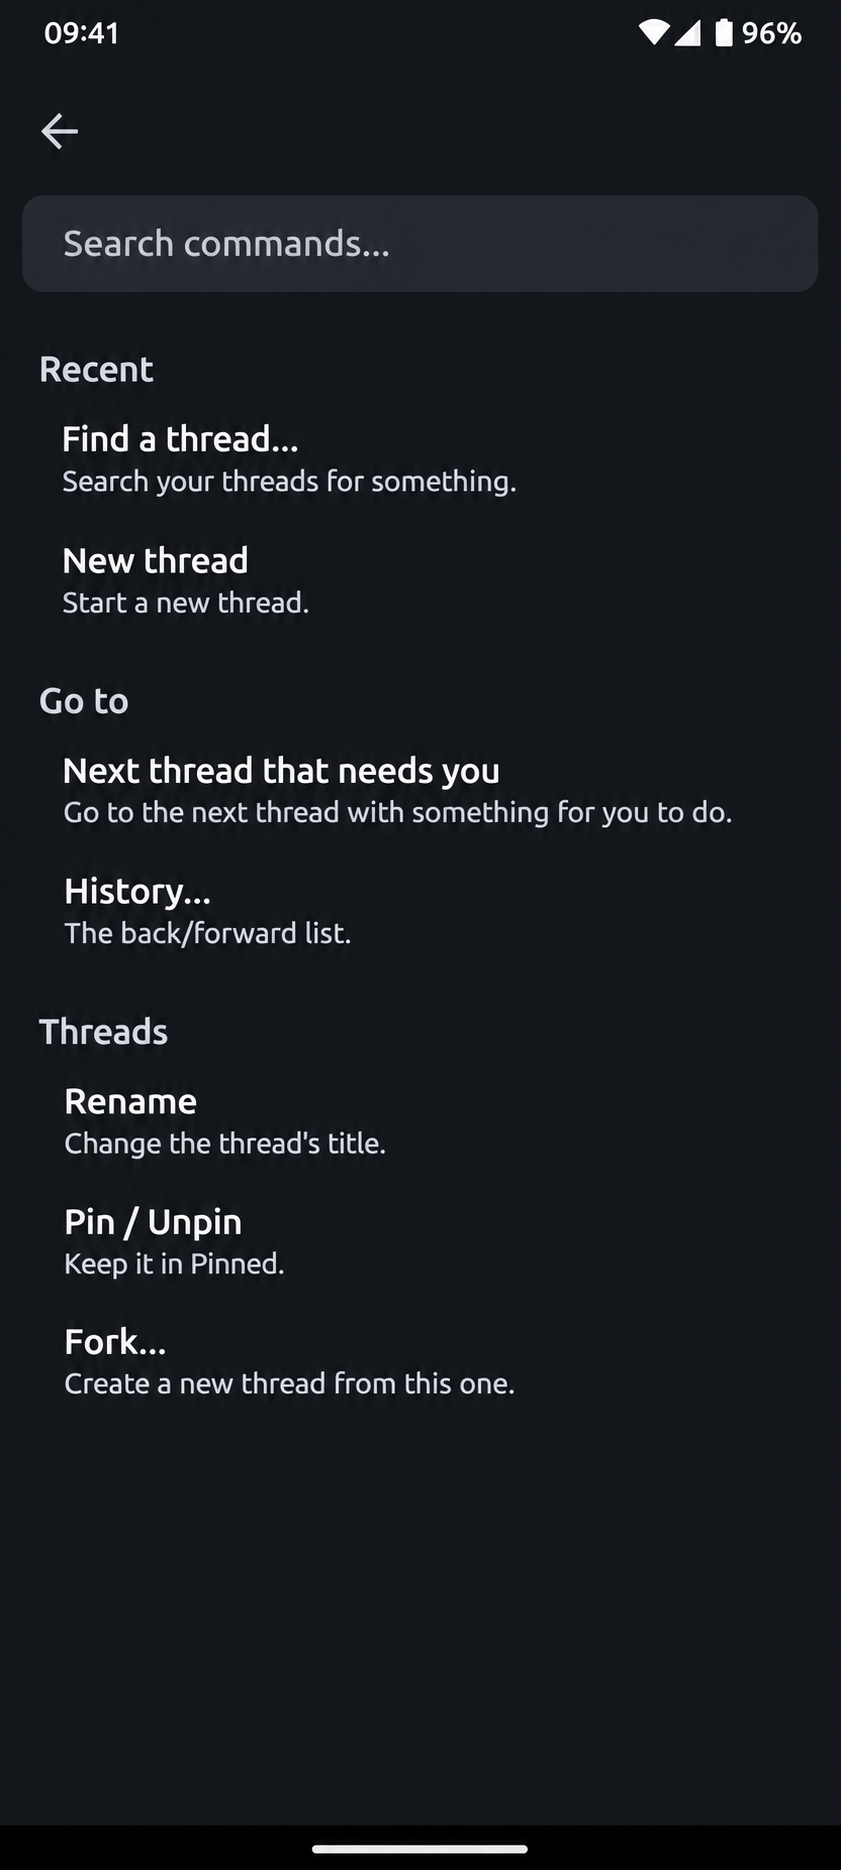 09:41
96%
Search commands...
Recent
Find a thread...
Search your threads for something.
New thread
Start a new thread.
Go to
Next thread that needs you
Go to the next thread with something for you to do.
History...
The back/forward list.
Threads
Rename
Change the thread's title.
Pin / Unpin
Keep it in Pinned.
Fork...
Create a new thread from this one.